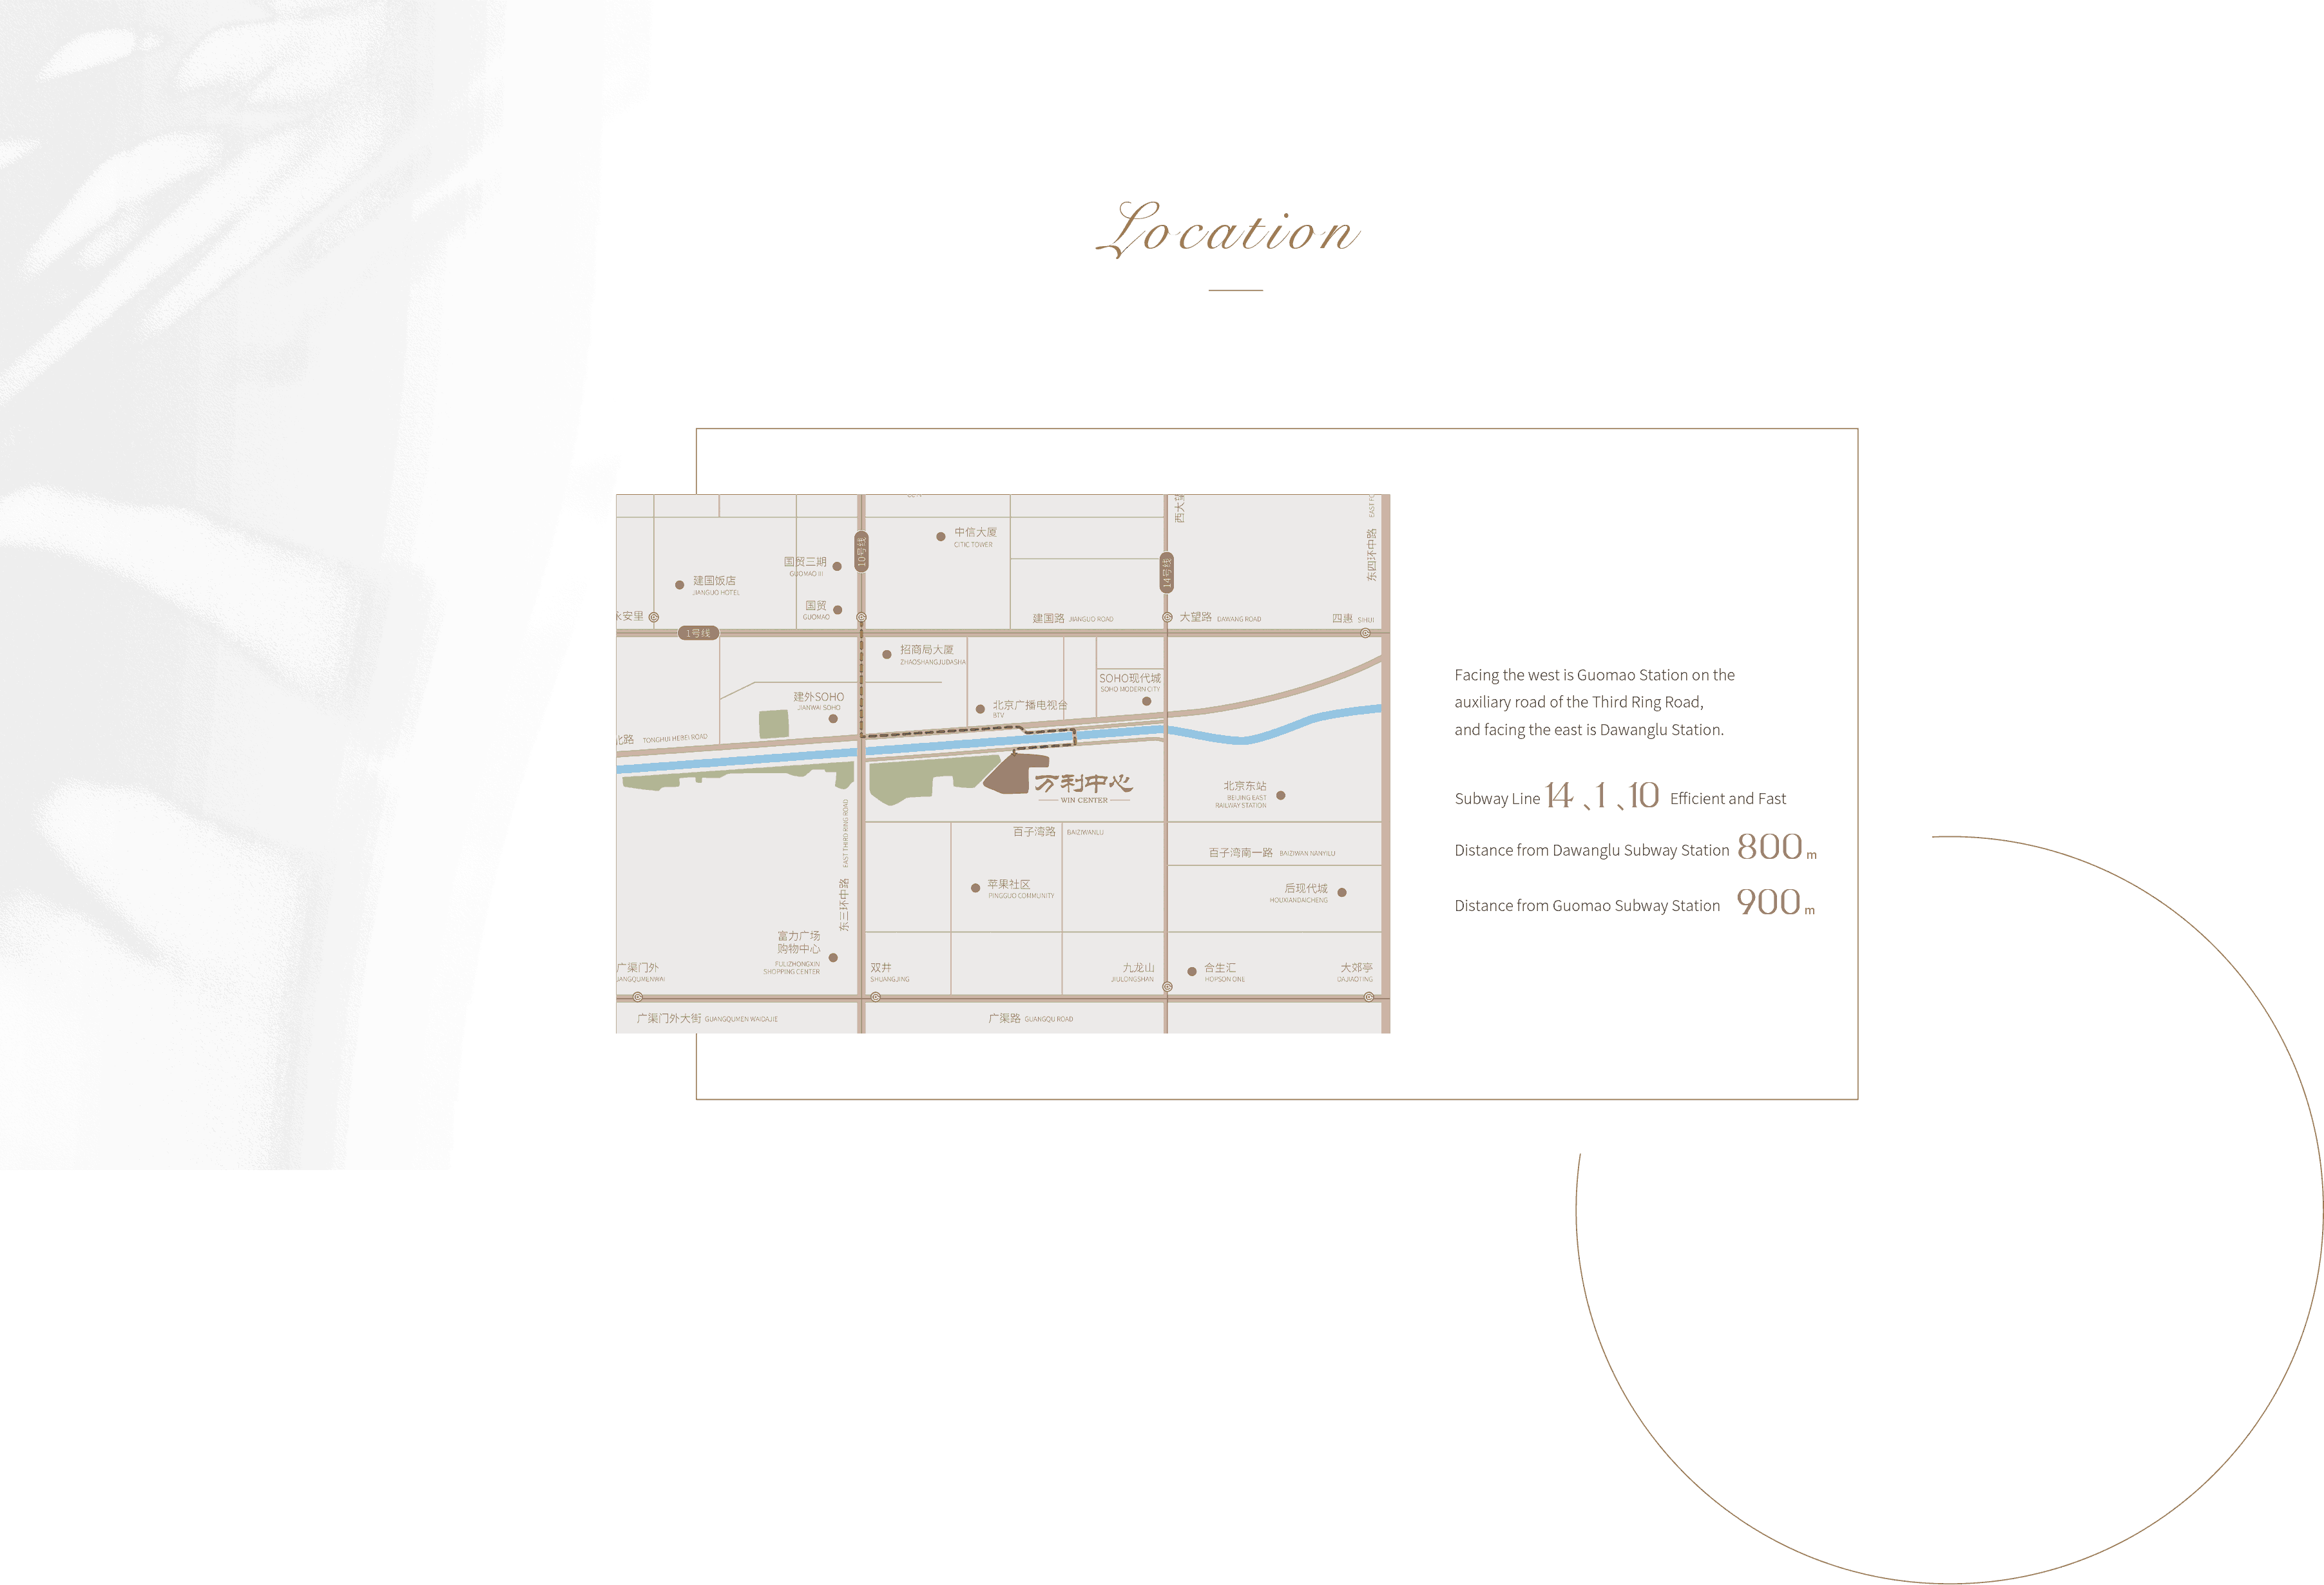 Location
西大望
EAST FO
东四环中路
中信大厦
CITIC TOWER
10号线
14号线
国贸三期
GUOMAO III
建国饭店
JIANGUO HOTEL
国贸
GUOMAO
永安里
建国路 JIANGUO ROAD
大望路 DAWANG ROAD
四惠 SIHUI
1号线
招商局大厦
ZHAOSHANGJUDASHA
SOHO现代城
SOHO MODERN CITY
建外SOHO
JIANWAI SOHO
北京广播电视台
BTV
北路 TONGHUI HEBEI ROAD
万利中心
WIN CENTER
北京东站
BEIJING EAST
RAILWAY STATION
EAST THIRD RING ROAD
东三环中路
百子湾路 BAIZIWANLU
百子湾南一路 BAIZIWAN NANYILU
苹果社区
PINGGUO COMMUNITY
后现代城
HOUXIANDAICHENG
富力广场
购物中心
FULIZHONGXIN
SHOPPING CENTER
广渠门外
UANGQUMENWAI
双井
SHUANGJING
九龙山
JIULONGSHAN
合生汇
HOPSON ONE
大郊亭
DAJIAOTING
广渠门外大街 GUANGQUMEN WAIDAJIE
广渠路 GUANGQU ROAD
Facing the west is Guomao Station on the
auxiliary road of the Third Ring Road,
and facing the east is Dawanglu Station.
Subway Line 14 、1 、10 Efficient and Fast
Distance from Dawanglu Subway Station 800 m
Distance from Guomao Subway Station 900 m